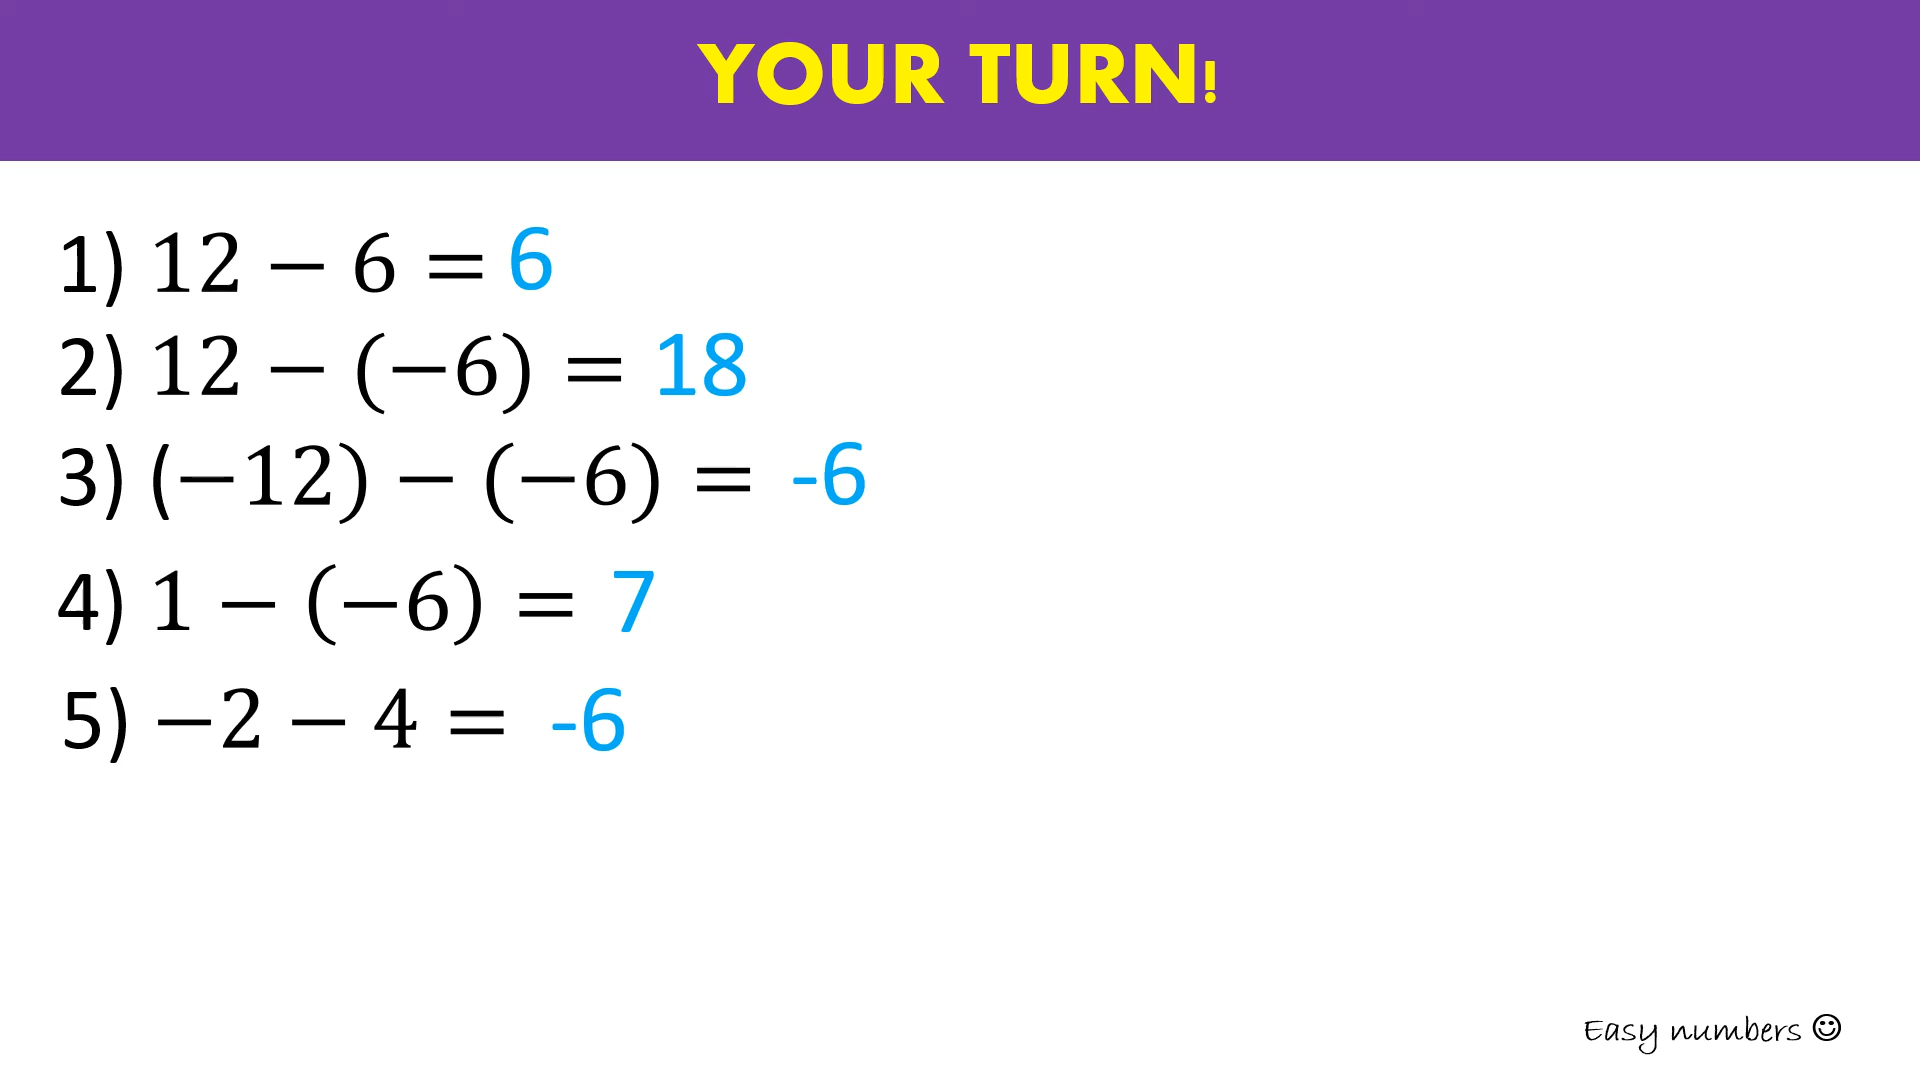 YOUR TURN!
1) 12 − 6 = 6
2) 12 − (−6) = 18
3) (−12) − (−6) = -6
4) 1 − (−6) = 7
5) −2 − 4 = -6
Easy numbers ☺